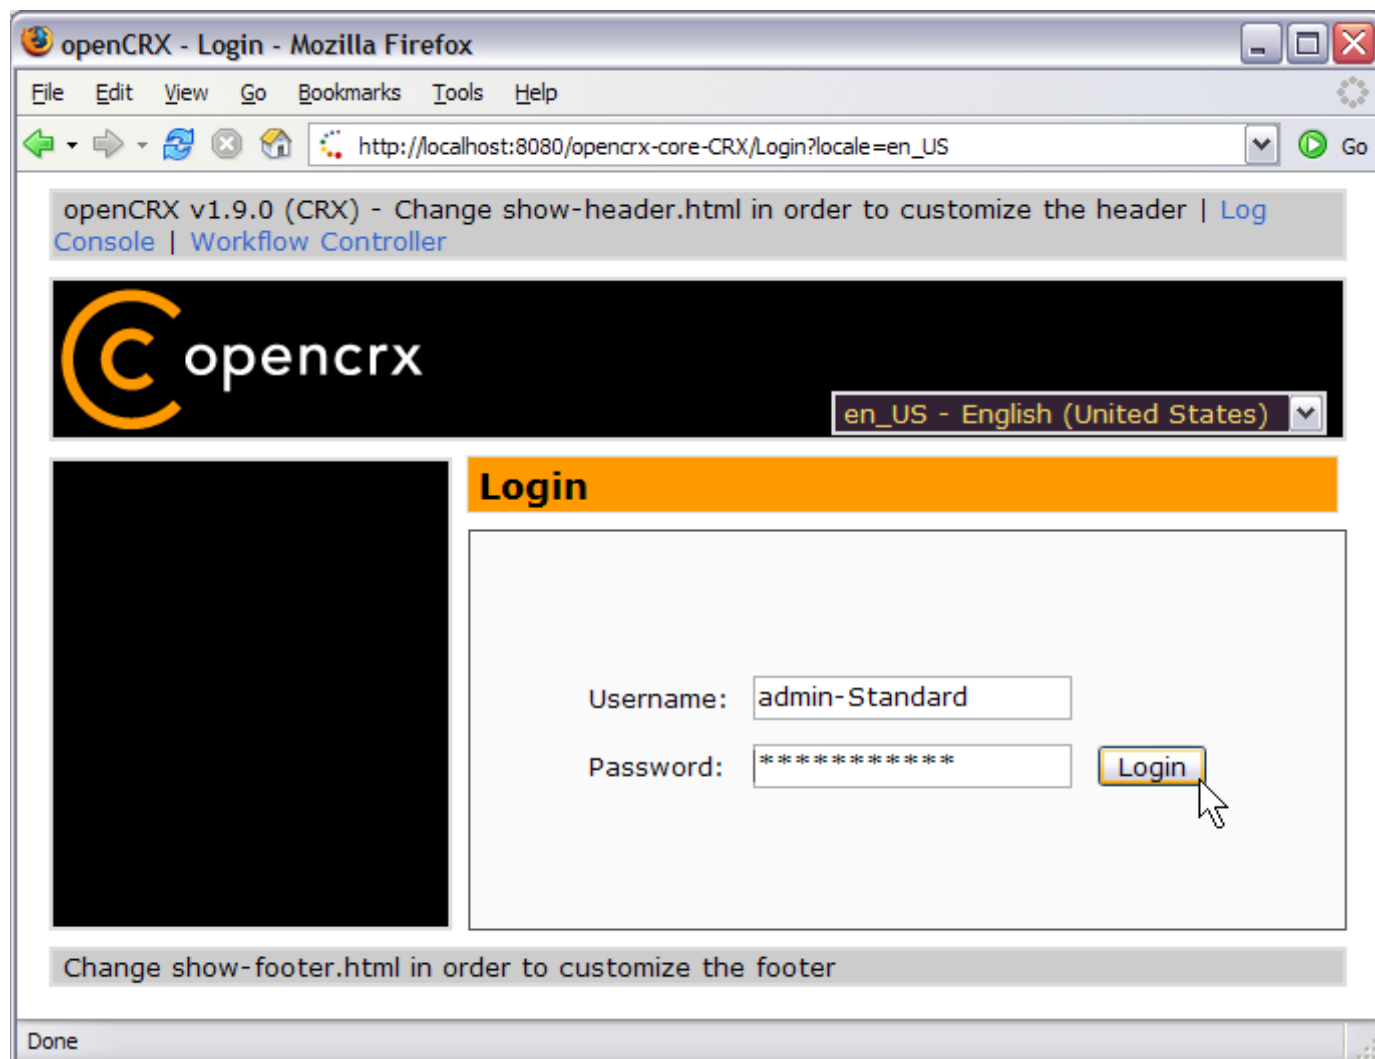 openCRX - Login - Mozilla Firefox
File Edit View Go Bookmarks Tools Help
http://localhost:8080/opencrx-core-CRX/Login?locale=en_US Go
openCRX v1.9.0 (CRX) - Change show-header.html in order to customize the header | Log
Console | Workflow Controller
opencrx
en_US - English (United States)
Login
Username: admin-Standard
Password: *********** Login
Change show-footer.html in order to customize the footer
Done